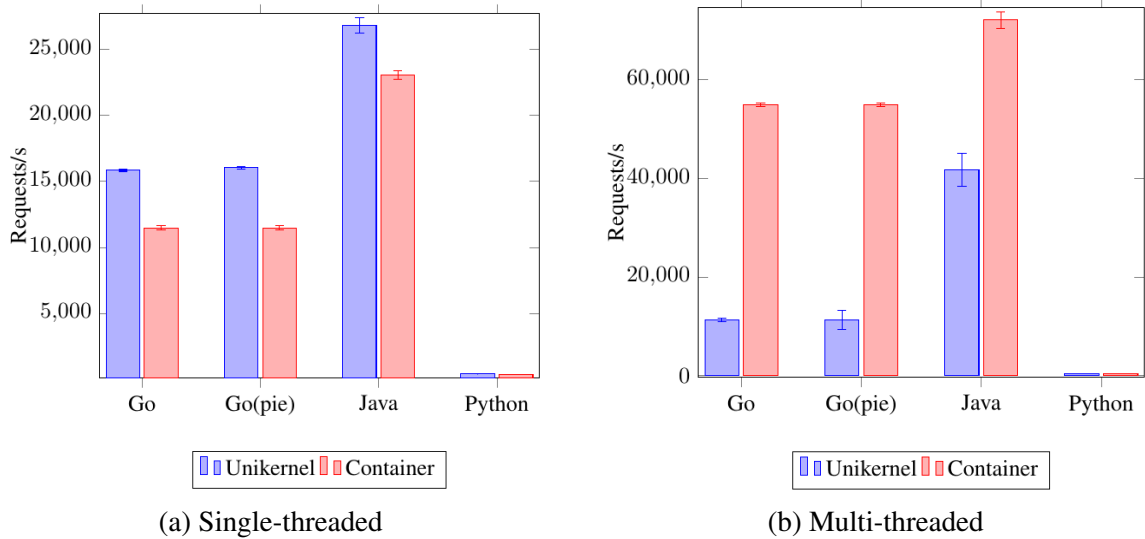 25,000
20,000
15,000
10,000
5,000
Requests/s
Go Go(pie) Java Python
Unikernel Container
(a) Single-threaded
60,000
40,000
20,000
0
Requests/s
Go Go(pie) Java Python
Unikernel Container
(b) Multi-threaded